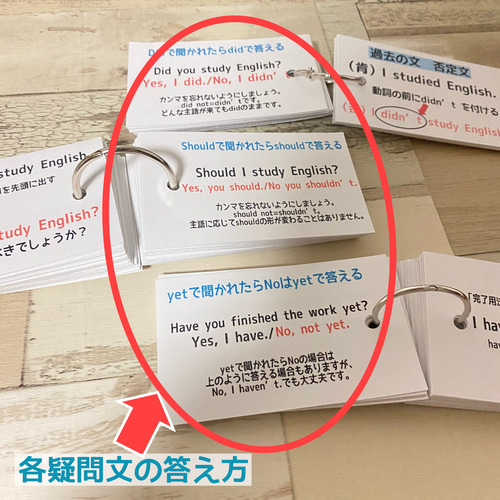 Didで聞かれたらdidで答える
Did you study English?
Yes, I did./No, I didn'
カンマを忘れないようにしましょう。
did not=didn'tです。
どんな主語が来てもdidのままです。
過去の文 否定文
(肯) I studied English.
動詞の前にdidn't を付ける
I didn't study English
study English.
を先頭に出す
study English?
きでしょうか?
Shouldで聞かれたらshouldで答える
Should I study English?
Yes, you should./No you shouldn't.
カンマを忘れないようにしましょう。
should not=shouldn't。
主語に応じてshouldの形が変わることはありません。
yetで聞かれたらNoはyetで答える
Have you finished the work yet?
Yes, I have./No, not yet.
yetで聞かれたらNoの場合は
上のように答える場合もありますが、
No, I haven't.でも大丈夫です。
「完了用法
I hav
I ha
各疑問文の答え方